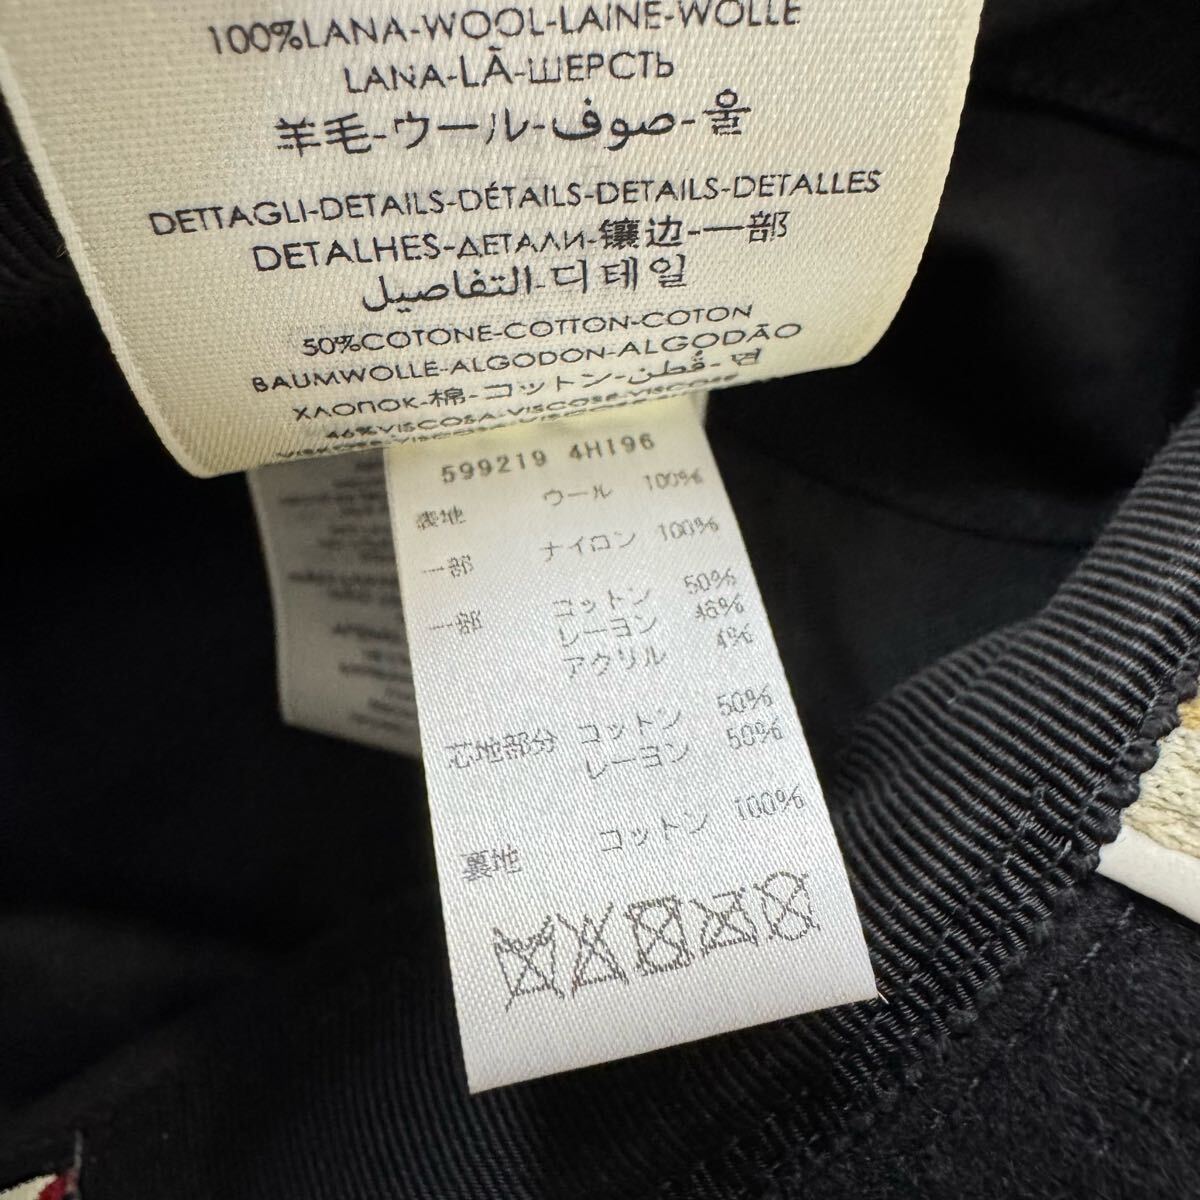 100%LANA-WOOL-LAINE-WOLLE
LANA-LÃ-ШЕРСТЬ
羊毛-ウール-صوف-울
DETTAGLI-DETAILS-DÉTAILS-DETAILS-DETALLES
DETALHES-ДЕТАЛИ-镶边-一部
التفاصيل-디테일
50%COTONE-COTTON-COTON
BAUMWOLLE-ALGODON-ALGODÃO
ХЛОПОК-棉-コットン-قُطن-면
46%VISCOSA-VISCOSE-VISCOSE
599219 4H196
表地 ウール 100%
一部 ナイロン 100%
一部 コットン 50%
レーヨン 46%
アクリル 4%
芯地部分 コットン 50%
レーヨン 50%
裏地 コットン 100%